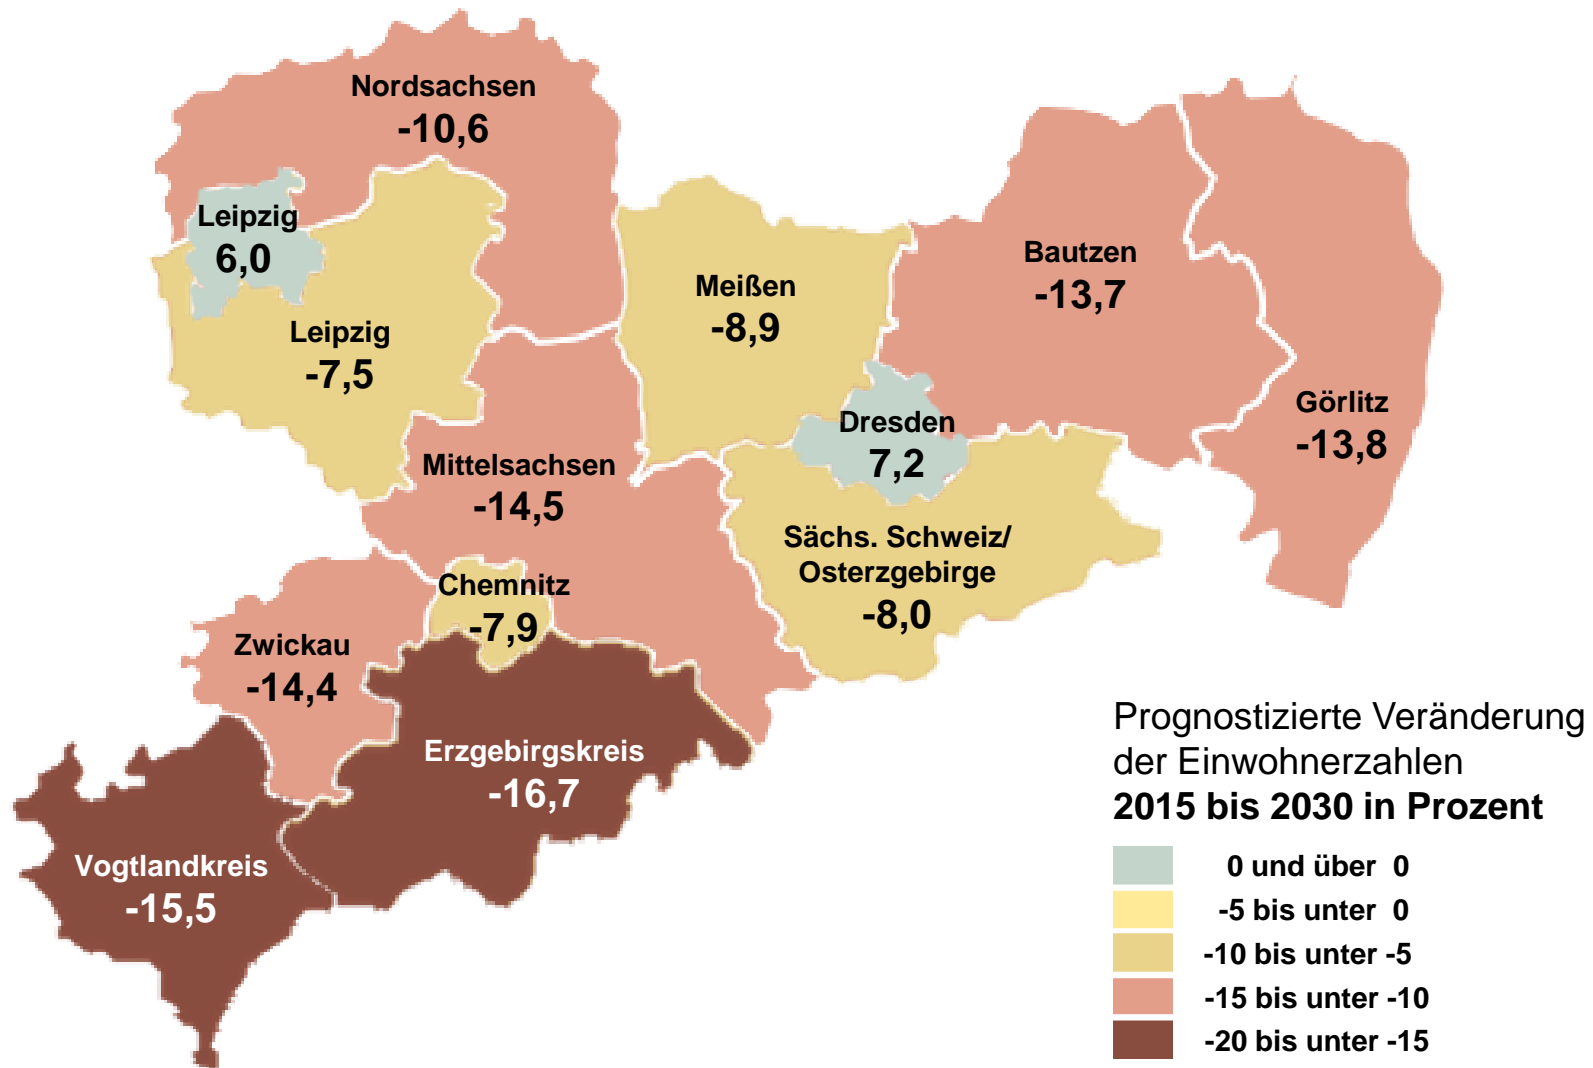 Nordsachsen
-10,6
Leipzig
6,0
Leipzig
-7,5
Meißen
-8,9
Bautzen
-13,7
Görlitz
-13,8
Dresden
7,2
Mittelsachsen
-14,5
Sächs. Schweiz/
Osterzgebirge
-8,0
Chemnitz
-7,9
Zwickau
-14,4
Erzgebirgskreis
-16,7
Vogtlandkreis
-15,5
Prognostizierte Veränderung
der Einwohnerzahlen
2015 bis 2030 in Prozent
0 und über 0
-5 bis unter 0
-10 bis unter -5
-15 bis unter -10
-20 bis unter -15